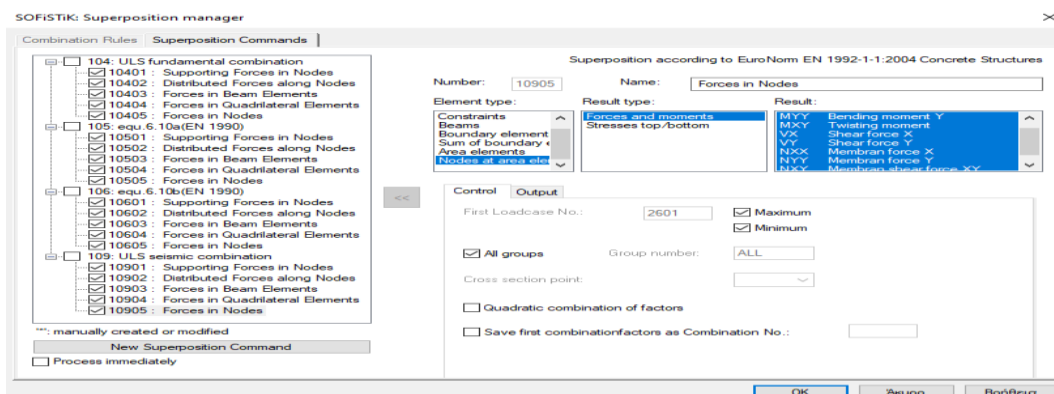 SOFiSTiK: Superposition manager
Combination Rules
Superposition Commands
104: ULS fundamental combination
10401 : Supporting Forces in Nodes
10402 : Distributed Forces along Nodes
10403 : Forces in Beam Elements
10404 : Forces in Quadrilateral Elements
10405 : Forces in Nodes
105: equ.6.10a(EN 1990)
10501 : Supporting Forces in Nodes
10502 : Distributed Forces along Nodes
10503 : Forces in Beam Elements
10504 : Forces in Quadrilateral Elements
10505 : Forces in Nodes
106: equ.6.10b(EN 1990)
10601 : Supporting Forces in Nodes
10602 : Distributed Forces along Nodes
10603 : Forces in Beam Elements
10604 : Forces in Quadrilateral Elements
10605 : Forces in Nodes
109: ULS seismic combination
10901 : Supporting Forces in Nodes
10902 : Distributed Forces along Nodes
10903 : Forces in Beam Elements
10904 : Forces in Quadrilateral Elements
10905 : Forces in Nodes
"*": manually created or modified
New Superposition Command
Process immediately
<<
Superposition according to EuroNorm EN 1992-1-1:2004 Concrete Structures
Number: 10905 Name: Forces in Nodes
Element type:
Constraints
Beams
Boundary element
Sum of boundary
Area elements
Nodes at area
Result type:
Forces and moments
Stresses top/bottom
Result:
MYY Bending moment Y
MXY Twisting moment
VX Shear force X
VY Shear force Y
NXX Membran force X
NYY Membran force Y
NXY Membran shear force XY
Control
Output
First Loadcase No.: 2601
Maximum
Minimum
All groups
Group number: ALL
Cross section point:
Quadratic combination of factors
Save first combinationfactors as Combination No.:
OK
Άκυρο
Βοήθεια